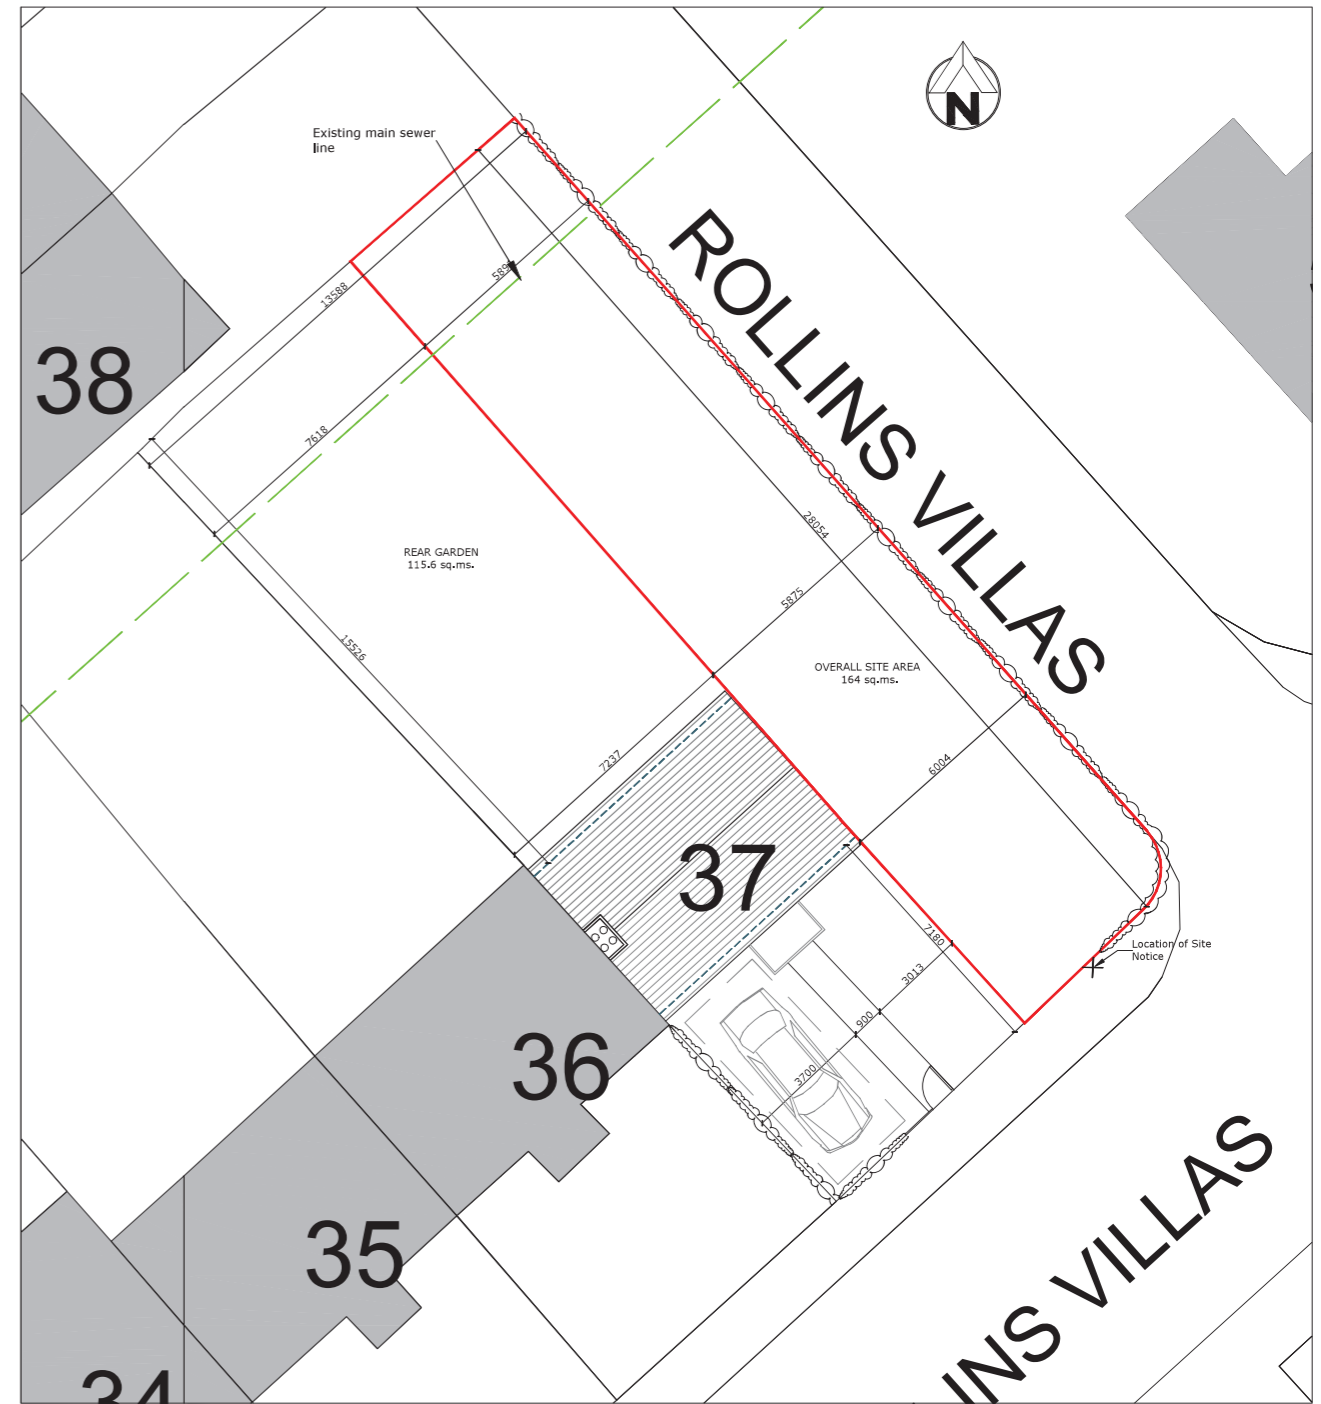 N
Existing main sewer
line
ROLLINS VILLAS
13588
38
7618
28054
REAR GARDEN
115.6 sq.ms.
5875
15526
OVERALL SITE AREA
164 sq.ms.
7237
6004
37
7180
Location of Site
Notice
3013
900
36
3700
35
INS VILLAS
34